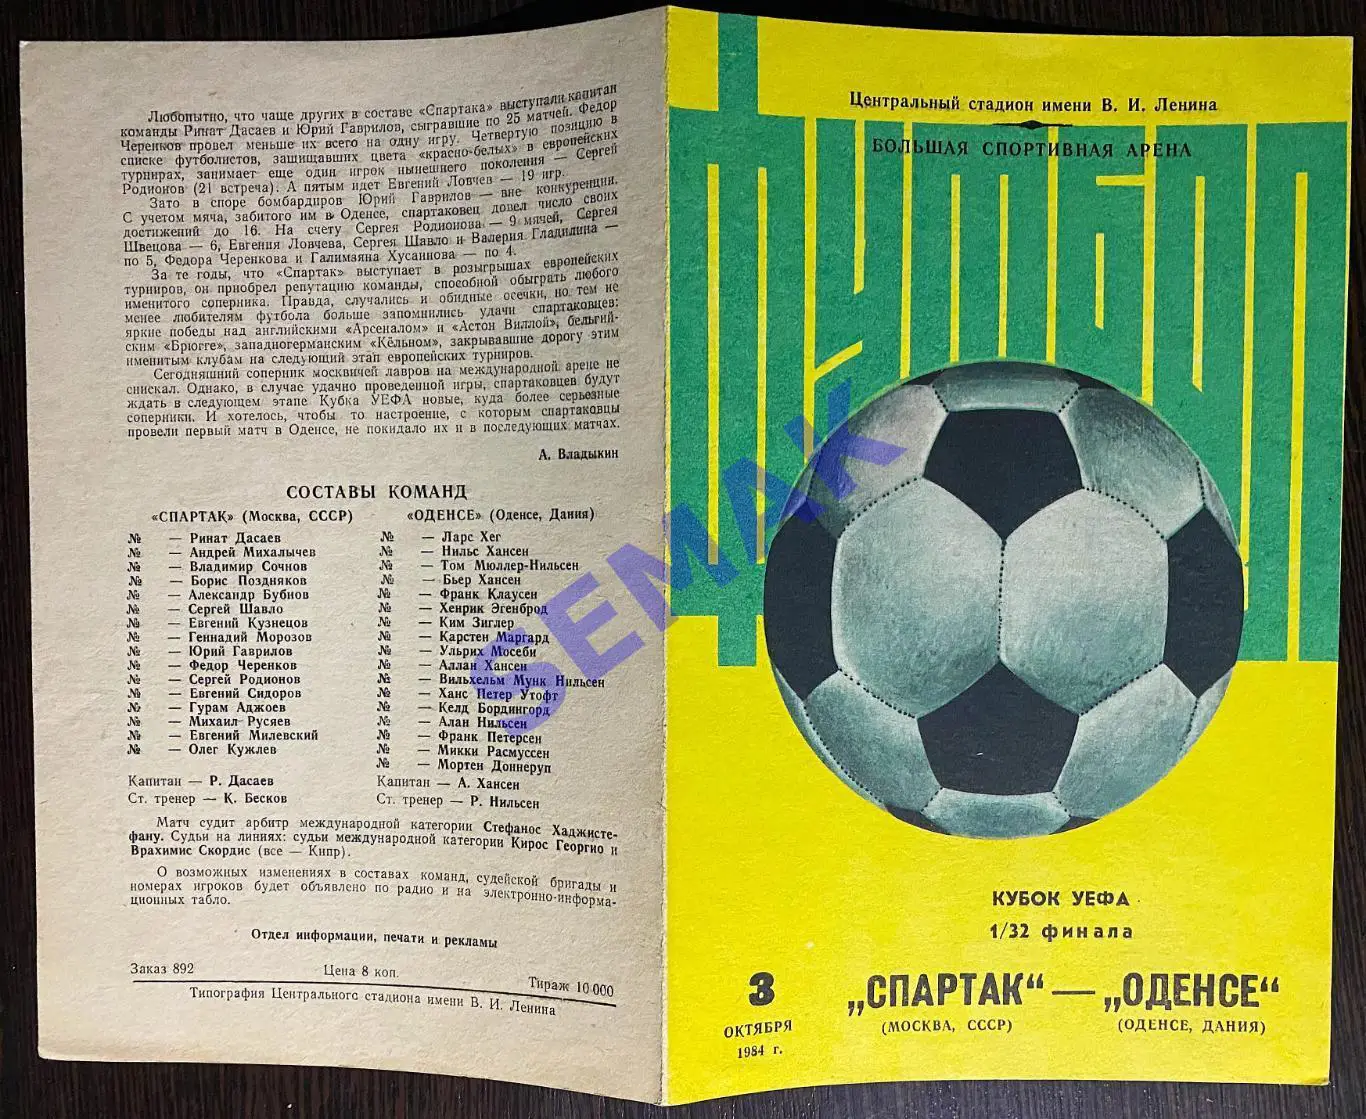 Любопытно, что чаще других в составе «Спартака» выступали капитан
команды Ринат Дасаев и Юрий Гаврилов, сыгравшие по 25 матчей. Федор
Черенков провел меньше их всего на одну игру. Четвертую позицию в
списке футболистов, защищавших цвета «красно-белых» в европейских
турнирах, занимает еще один игрок нынешнего поколения — Сергей
Родионов (21 встреча). А пятым идет Евгений Ловчев — 19 игр.
Зато в споре бомбардиров Юрий Гаврилов — вне конкуренции.
С учетом мяча, забитого им в Оденсе, спартаковец довел число своих
достижений до 16. На счету Сергея Родионова — 9 мячей, Сергея
Швецова — 6, Евгения Ловчева, Сергея Шавло и Валерия Гладилина —
по 5, Федора Черенкова и Галимзяна Хусаинова — по 4.
За те годы, что «Спартак» выступает в розыгрышах европейских
турниров, он приобрел репутацию команды, способной обыграть любого
именитого соперника. Правда, случались и обидные осечки, но тем не
менее любителям футбола больше запомнились удачи спартаковцев:
яркие победы над английскими «Арсеналом» и «Астон Виллой», бельгий-
ским «Брюгге», западногерманским «Кёльном», закрывавшие дорогу этим
именитым клубам на следующий этап европейских турниров.
Сегодняшний соперник москвичей лавров на международной арене не
снискал. Однако, в случае удачно проведенной игры, спартаковцев будут
ждать в следующем этапе Кубка УЕФА новые, куда более серьезные
соперники. И хотелось, чтобы то настроение, с которым спартаковцы
провели первый матч в Оденсе, не покидало их и в последующих матчах.
А. Владыкин
СОСТАВЫ КОМАНД
«СПАРТАК» (Москва, СССР)
№ — Ринат Дасаев
№ — Андрей Михалычев
№ — Владимир Сочнов
№ — Борис Поздняков
№ — Александр Бубнов
№ — Сергей Шавло
№ — Евгений Кузнецов
№ — Геннадий Морозов
№ — Юрий Гаврилов
№ — Федор Черенков
№ — Сергей Родионов
№ — Евгений Сидоров
№ — Гурам Аджоев
№ — Михаил Русяев
№ — Евгений Милевский
№ — Олег Кужлев
Капитан — Р. Дасаев
Ст. тренер — К. Бесков
«ОДЕНСЕ» (Оденсе, Дания)
№ — Ларс Хег
№ — Нильс Хансен
№ — Том Мюллер-Нильсен
№ — Бьер Хансен
№ — Франк Клаусен
№ — Хенрик Эгенброд
№ — Ким Зиглер
№ — Карстен Маргард
№ — Ульрих Мосеби
№ — Аллан Хансен
№ — Вильхельм Мунк Нильсен
№ — Ханс Петер Утофт
№ — Келд Бордингорд
№ — Алан Нильсен
№ — Франк Петерсен
№ — Микки Расмуссен
№ — Мортен Доннеруп
Капитан — А. Хансен
Ст. тренер — Р. Нильсен
Матч судит арбитр международной категории Стефанос Хаджисте-
фану. Судьи на линиях: судьи международной категории Кирос Георгио и
Врахимис Скордис (все — Кипр).
О возможных изменениях в составах команд, судейской бригады и
номерах игроков будет объявлено по радио и на электронно-информа-
ционных табло.
Отдел информации, печати и рекламы
Заказ 892 Цена 8 коп. Тираж 10 000
Типография Центрального стадиона имени В. И. Ленина
Центральный стадион имени В. И. Ленина
БОЛЬШАЯ СПОРТИВНАЯ АРЕНА
ФУТБОЛ
КУБОК УЕФА
1/32 финала
3
ОКТЯБРЯ
1984 г.
„СПАРТАК“ — „ОДЕНСЕ“
(МОСКВА, СССР) (ОДЕНСЕ, ДАНИЯ)
SEMAK